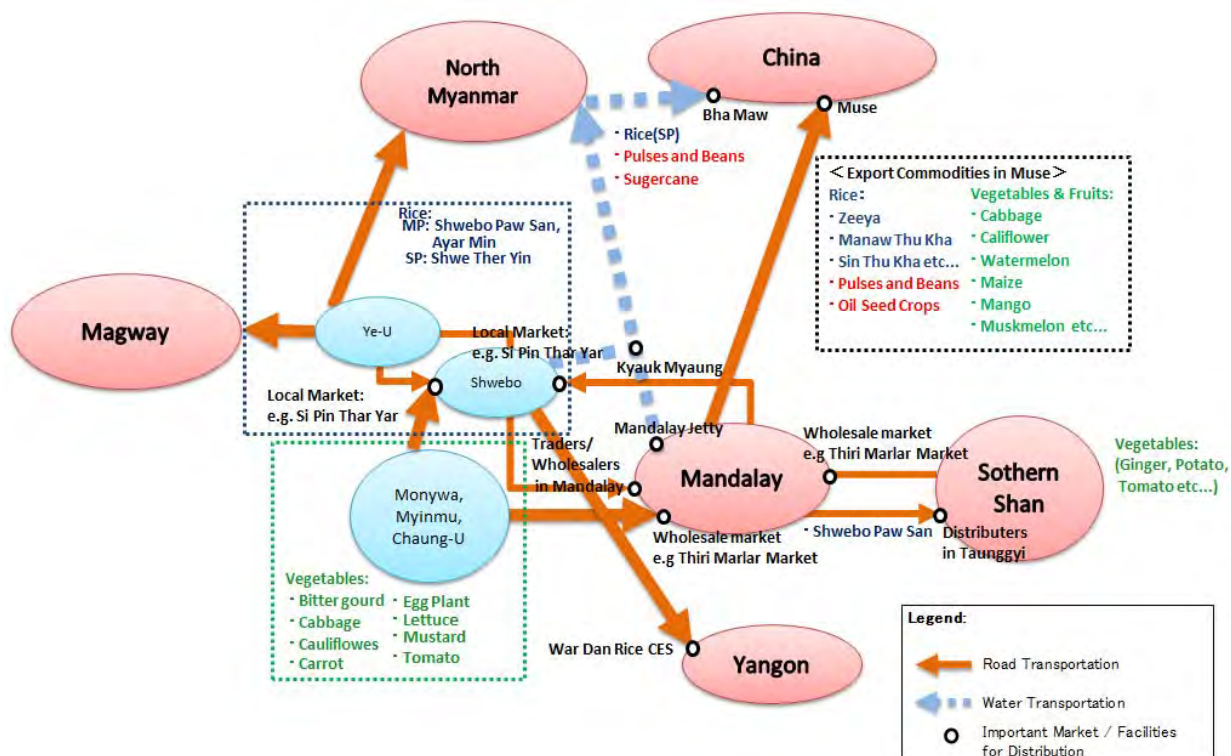 North
Myanmar
China
Bha Maw
Muse
· Rice(SP)
· Pulses and Beans
· Sugercane
＜Export Commodities in Muse＞
Rice：
· Zeeya
· Manaw Thu Kha
· Sin Thu Kha etc...
· Pulses and Beans
· Oil Seed Crops
Vegetables & Fruits:
· Cabbage
· Califlower
· Watermelon
· Maize
· Mango
· Muskmelon etc...
Rice:
MP: Shwebo Paw San,
Ayar Min
SP: Shwe Ther Yin
Magway
Ye-U
Local Market:
e.g. Si Pin Thar Yar
Kyauk Myaung
Shwebo
Local Market:
e.g. Si Pin Thar Yar
Mandalay Jetty
Traders/
Wholesalers
in Mandalay
Mandalay
Wholesale market
e.g Thiri Marlar Market
Sothern
Shan
Vegetables:
(Ginger, Potato,
Tomato etc...)
Monywa,
Myinmu,
Chaung-U
Wholesale market
e.g Thiri Marlar Market
· Shwebo Paw San
Distributers
in Taunggyi
Vegetables:
· Bitter gourd
· Cabbage
· Cauliflowes
· Carrot
· Egg Plant
· Lettuce
· Mustard
· Tomato
War Dan Rice CES
Yangon
Legend:
Road Transportation
Water Transportation
Important Market / Facilities
for Distribution